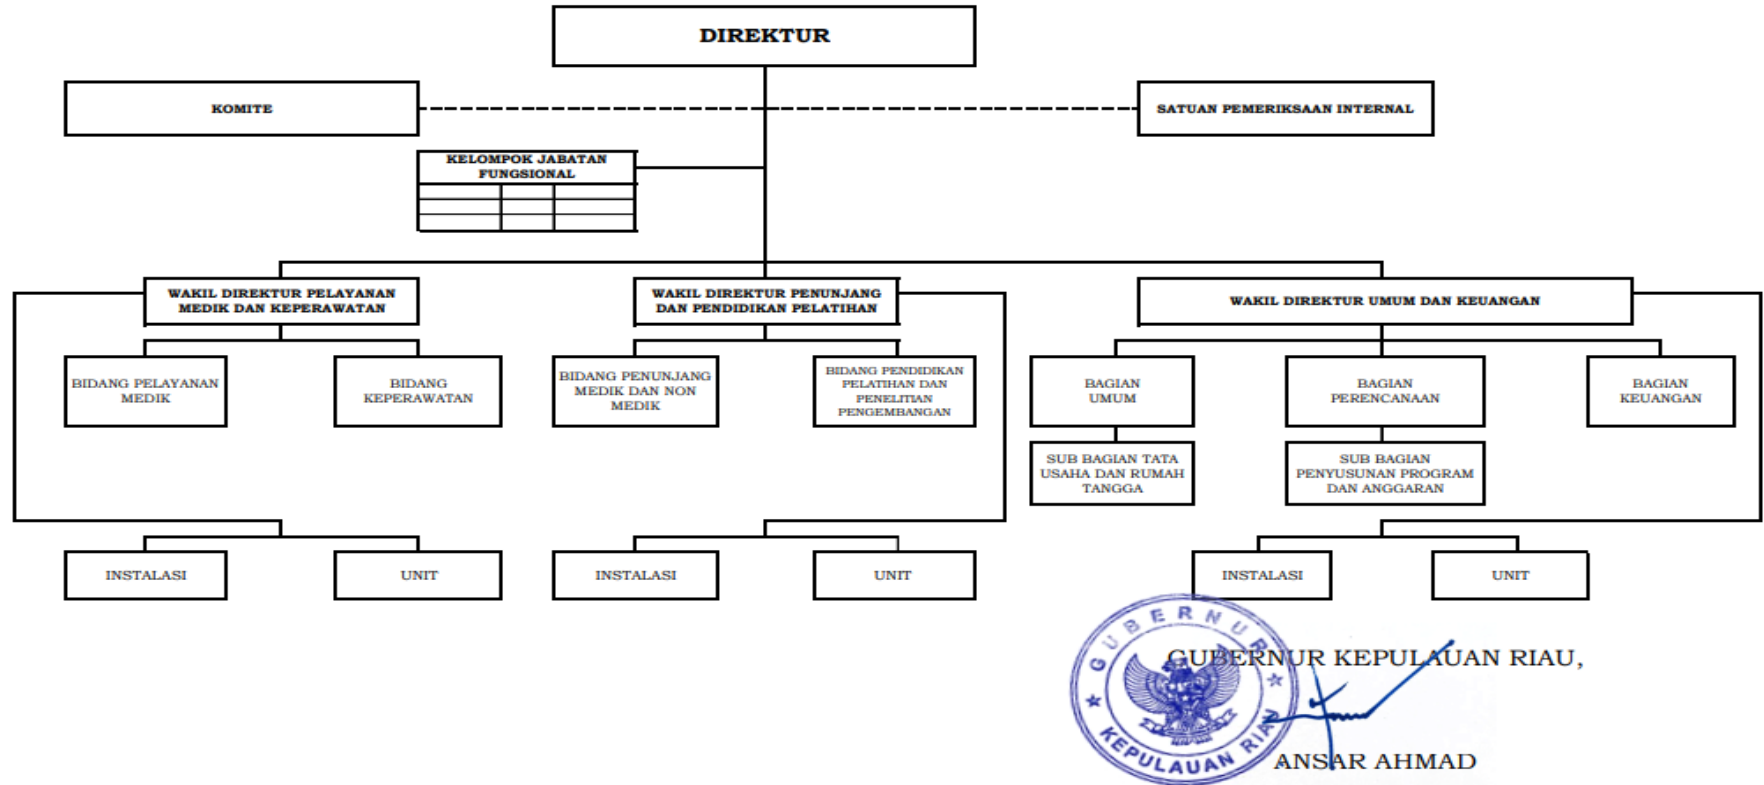 DIREKTUR
KOMITE
SATUAN PEMERIKSAAN INTERNAL
KELOMPOK JABATAN
FUNGSIONAL
WAKIL DIREKTUR PELAYANAN
MEDIK DAN KEPERAWATAN
WAKIL DIREKTUR PENUNJANG
DAN PENDIDIKAN PELATIHAN
WAKIL DIREKTUR UMUM DAN KEUANGAN
BIDANG PELAYANAN
MEDIK
BIDANG
KEPERAWATAN
BIDANG PENUNJANG
MEDIK DAN NON
MEDIK
BIDANG PENDIDIKAN
PELATIHAN DAN
PENELITIAN
PENGEMBANGAN
BAGIAN
UMUM
BAGIAN
PERENCANAAN
BAGIAN
KEUANGAN
SUB BAGIAN TATA
USAHA DAN RUMAH
TANGGA
SUB BAGIAN
PENYUSUNAN PROGRAM
DAN ANGGARAN
INSTALASI
UNIT
INSTALASI
UNIT
INSTALASI
UNIT
GUBERNUR KEPULAUAN RIAU,
GUBERNUR
KEPULAUAN RIAU
ANSAR AHMAD